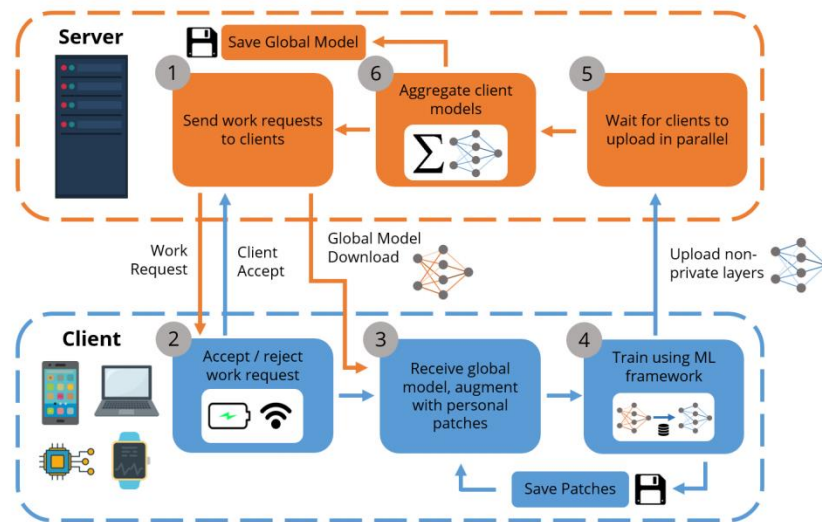 Server
Save Global Model
1
Send work requests
to clients
6
Aggregate client
models
Σ
5
Wait for clients to
upload in parallel
Work
Request
Client
Accept
Global Model
Download
Upload non-
private layers
Client
2
Accept / reject
work request
3
Receive global
model, augment
with personal
patches
4
Train using ML
framework
Save Patches